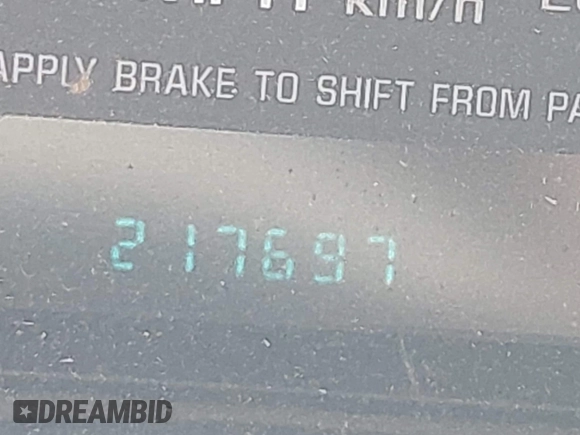 km/h
APPLY BRAKE TO SHIFT FROM PA
217697
DREAMBID